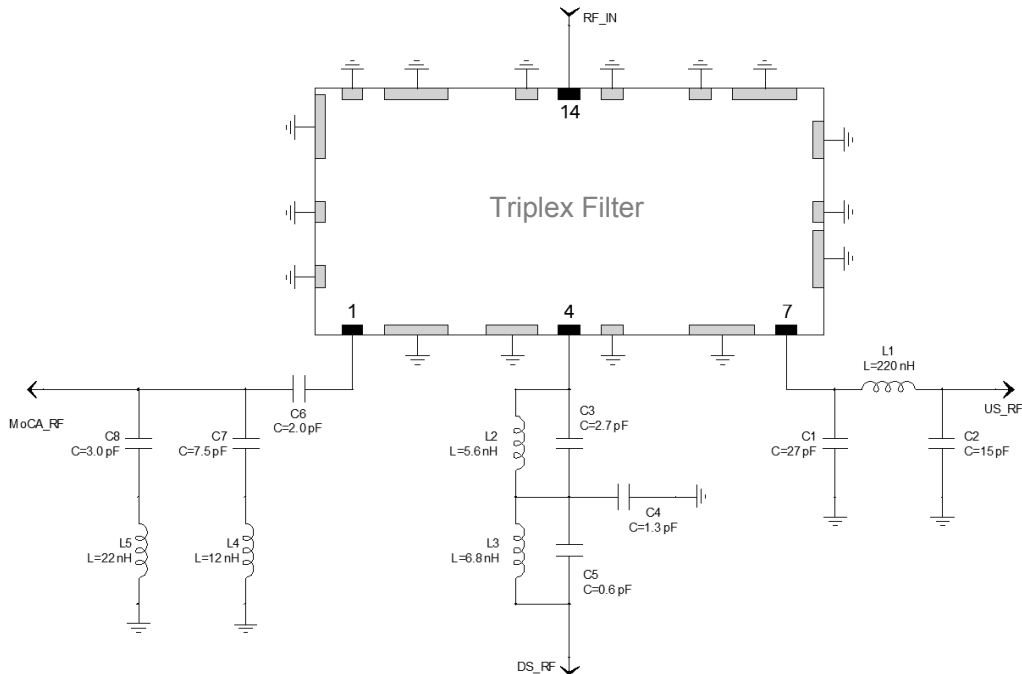 RF_IN
14
Triplex Filter
1
4
7
L1
L=220 nH
MoCA_RF
C6
C=2.0 pF
US_RF
C8
C=3.0 pF
C7
C=7.5 pF
L2
L=5.6 nH
C3
C=2.7 pF
C1
C=27 pF
C2
C=15 pF
C4
C=1.3 pF
L5
L=22 nH
L4
L=12 nH
L3
L=6.8 nH
C5
C=0.6 pF
DS_RF